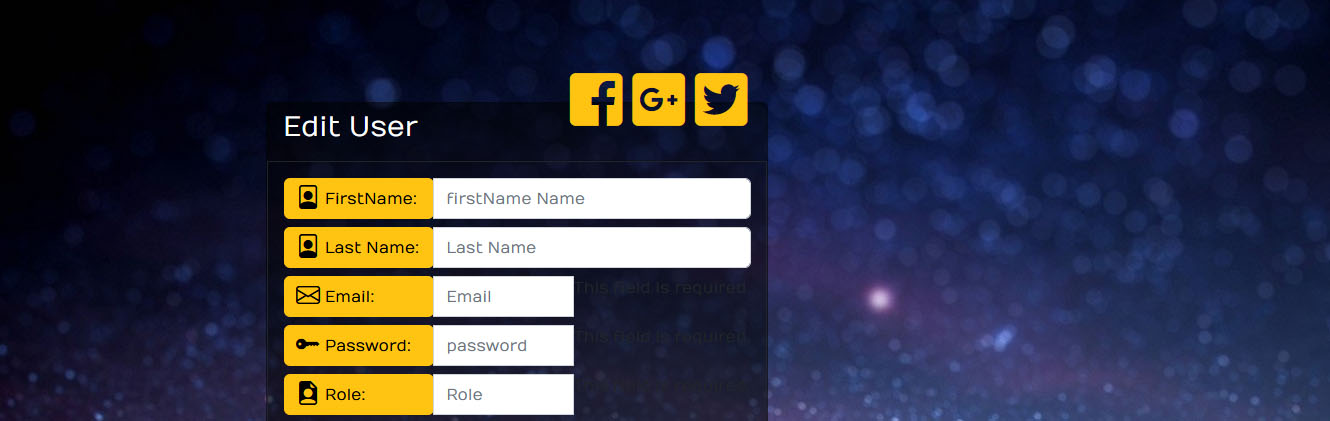 Edit User
FirstName: firstName Name
Last Name: Last Name
Email: Email This field is required
Password: password This field is required
Role: Role